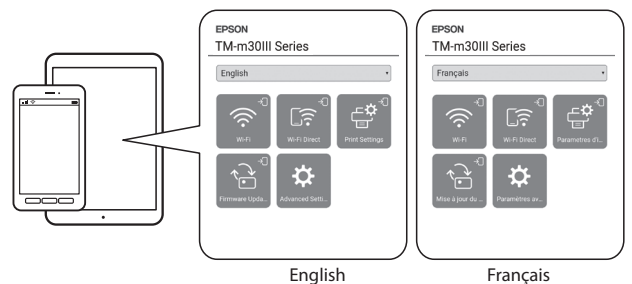 EPSON
TM-m30III Series
English
Wi-Fi
Wi-Fi Direct
Print Settings
Firmware Upda...
Advanced Setti...
English
EPSON
TM-m30III Series
Français
Wi-Fi
Wi-Fi Direct
Parametres d'i...
Mise à jour du ...
Paramétres av...
Français